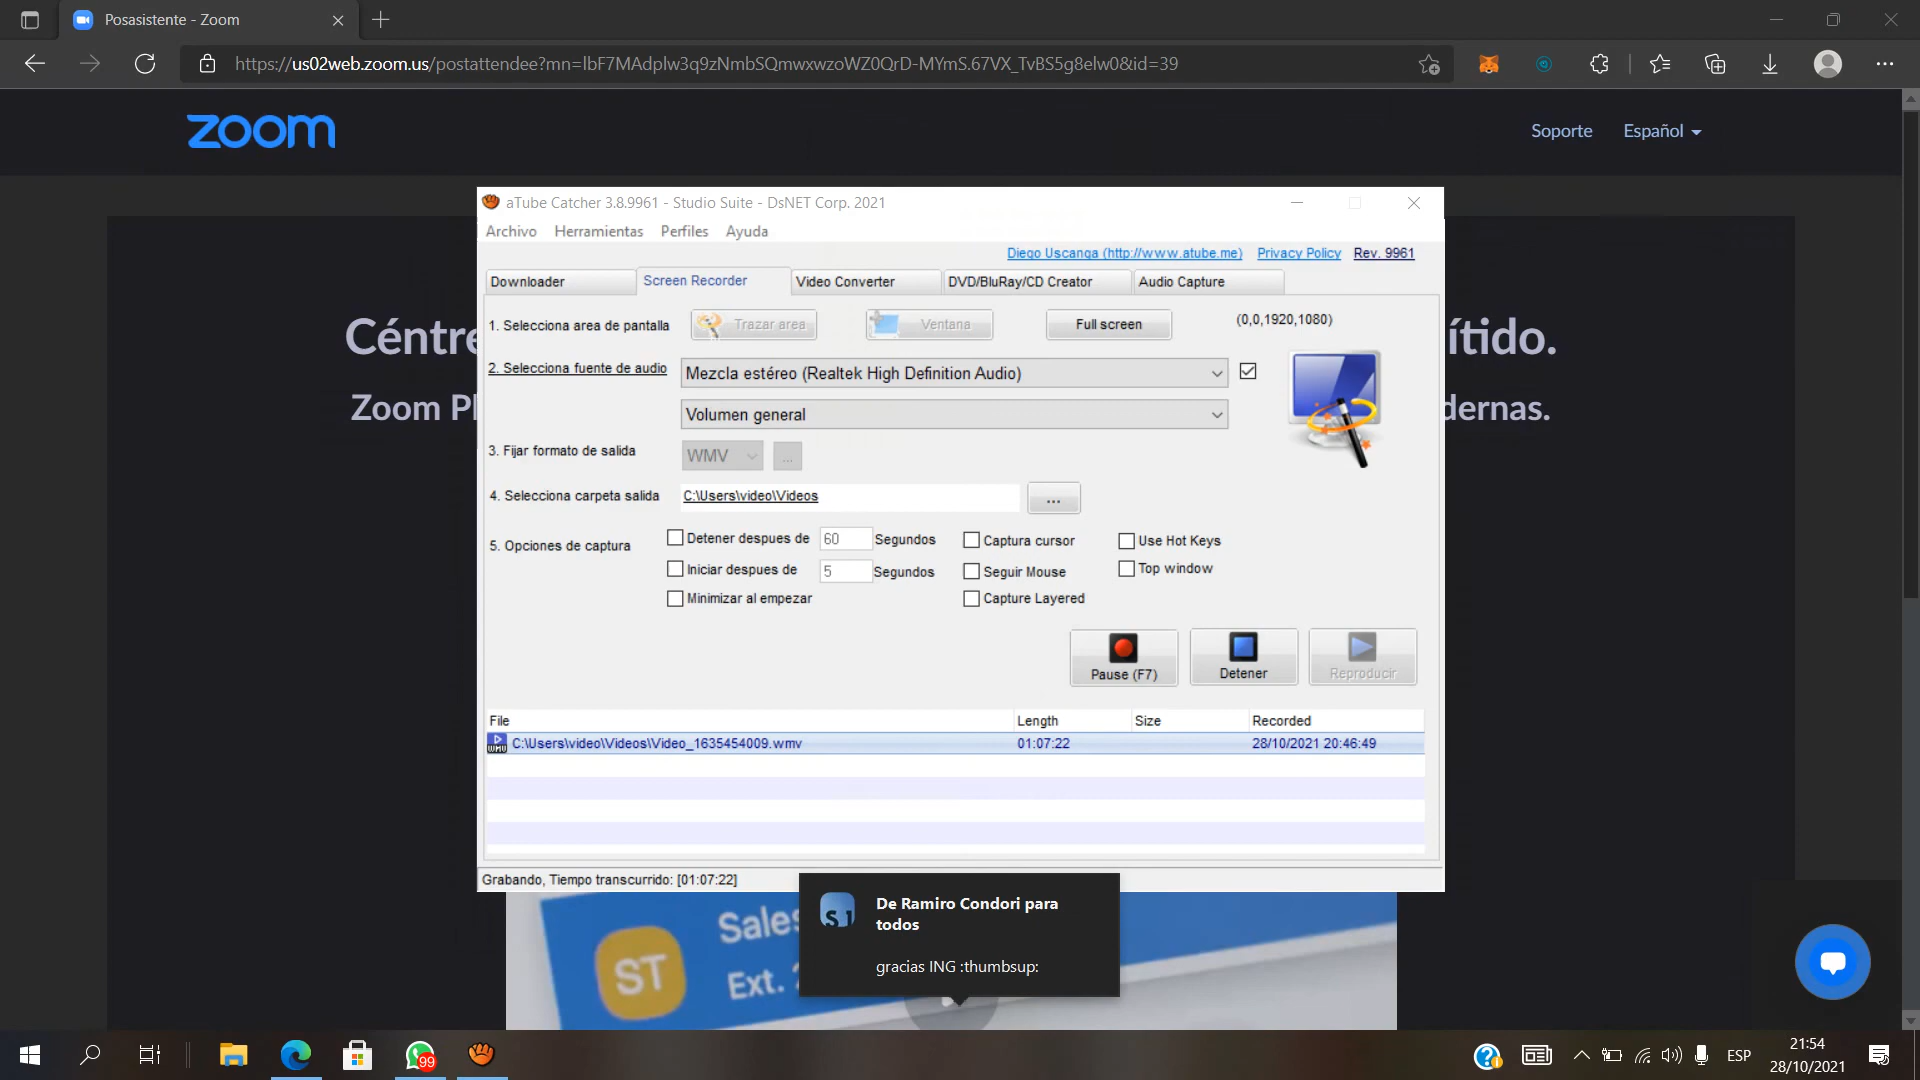 Posasistente - Zoom
https://us02web.zoom.us/postattendee?mn=lbF7MAdplw3q9zNmbSQmwxwzoWZ0QrD-MYmS.67VX_TvBS5g8elw0&id=39
zoom
Soporte
Español
aTube Catcher 3.8.9961 - Studio Suite - DsNET Corp. 2021
Archivo Herramientas Perfiles Ayuda
Diego Uscanga (http://www.atube.me) Privacy Policy Rev. 9961
Downloader Screen Recorder Video Converter DVD/BluRay/CD Creator Audio Capture
1. Selecciona area de pantalla Trazar area Ventana Full screen (0,0,1920,1080)
Céntre ítido.
2. Selecciona fuente de audio Mezcla estéreo (Realtek High Definition Audio)
Zoom Pl dernas.
Volumen general
3. Fijar formato de salida WMV ...
4. Selecciona carpeta salida C:\Users\video\Videos ...
5. Opciones de captura
Detener despues de 60 Segundos Captura cursor Use Hot Keys
Iniciar despues de 5 Segundos Seguir Mouse Top window
Minimizar al empezar Capture Layered
Pause (F7) Detener Reproducir
File Length Size Recorded
C:\Users\video\Videos\Video_1635454009.wmv 01:07:22 28/10/2021 20:46:49
Grabando, Tiempo transcurrido: [01:07:22]
De Ramiro Condori para
todos
gracias ING :thumbsup:
S1
ST
Sales
Ext. 2
99
ESP
21:54
28/10/2021